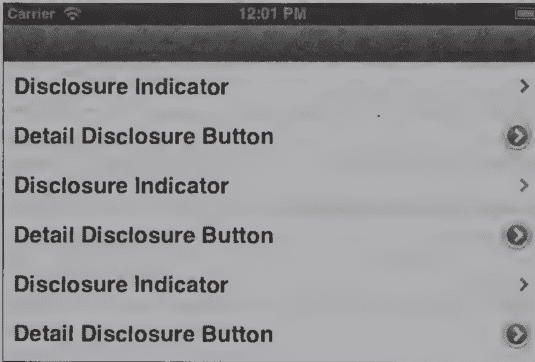 Carrier 12:01 PM
Disclosure Indicator
Detail Disclosure Button
Disclosure Indicator
Detail Disclosure Button
Disclosure Indicator
Detail Disclosure Button